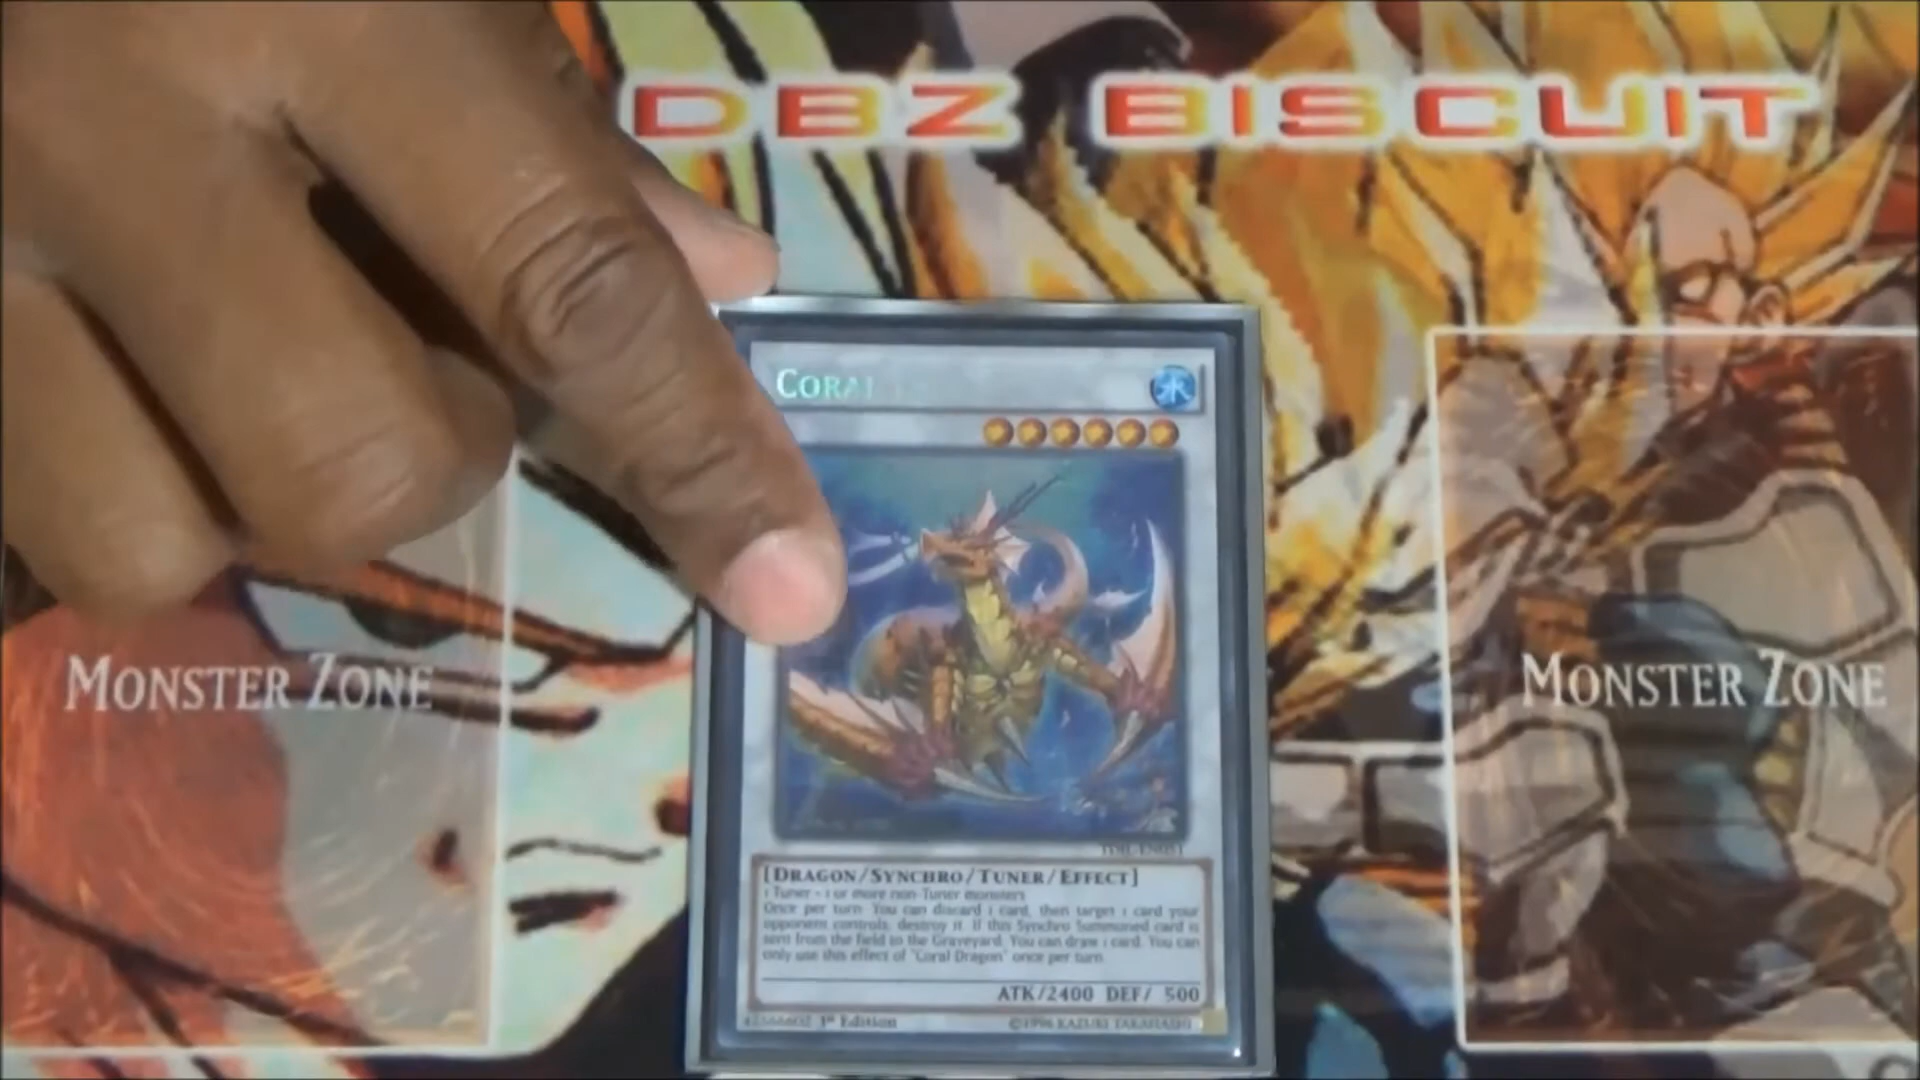 DBZ BISCUIT
CORAL
水
MONSTER ZONE
MONSTER ZONE
TDIL-EN051
[DRAGON/SYNCHRO/TUNER/EFFECT]
1 Tuner + 1 or more non-Tuner monsters
Once per turn: You can discard 1 card, then target 1 card your
opponent controls; destroy it. If this Synchro Summoned card is
sent from the field to the Graveyard: You can draw 1 card. You can
only use this effect of "Coral Dragon" once per turn.
ATK/2400 DEF/ 500
1st Edition
©1996 KAZUKI TAKAHASHI